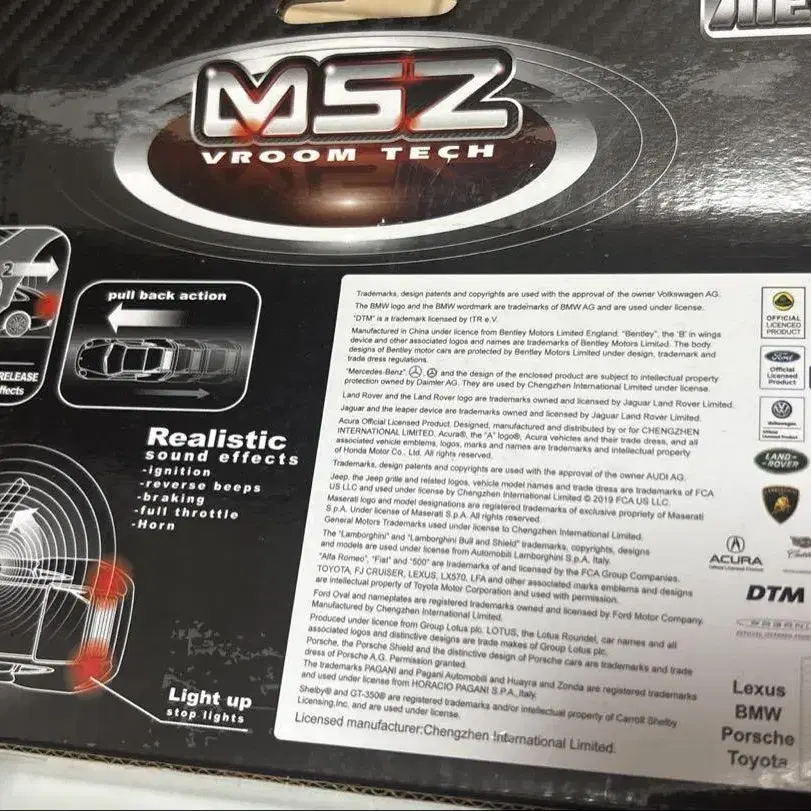 MSZ
VROOM TECH
2
RELEASE
pull back action
Realistic
sound effects
-ignition
-reverse beeps
-braking
-full throttle
-Horn
Light up
stop lights
Trademarks, design patents and copyrights are used with the approval of the owner Volkswagen AG.
The BMW logo and the BMW wordmark are trademarks of BMW AG and are used under license.
"DTM" is a trademark licensed by ITR e.V.
Manufactured in China under licence from Bentley Motors Limited England. "Bentley", the 'B' in wings
device and other associated logos and names are trademarks of Bentley Motors Limited. The body
designs of Bentley motor cars are protected by Bentley Motors Limited under design, trademark and
trade dress regulations.
"Mercedes-Benz", and the design of the enclosed product are subject to intellectual property
protection owned by Daimler AG. They are used by Chengzhen International Limited under license.
Land Rover and the Land Rover logo are trademarks owned and licensed by Jaguar Land Rover Limited.
Jaguar and the leaper device are trademarks owned and licensed by Jaguar Land Rover Limited.
Acura Official Licensed Product. Designed, manufactured and distributed by or for CHENGZHEN
INTERNATIONAL LIMITED. Acura®, the "A" logo®, Acura vehicles and their trade dress, and all
associated vehicle emblems, logos, marks and names are trademarks and intellectual property
of Honda Motor Co., Ltd. All rights reserved.
Trademarks, design patents and copyrights are used with the approval of the owner AUDI AG.
Jeep, the Jeep grille and related logos, vehicle model names and trade dress are trademarks of FCA
US LLC and used under license by Chengzhen International Limited © 2019 FCA US LLC.
Maserati logo and model designations are registered trademarks of exclusive propriety of Maserati
S.p.A. Under license of Maserati S.p.A. All rights reserved.
General Motors Trademarks used under license to Chengzhen International Limited.
The "Lamborghini" and "Lamborghini Bull and Shield" trademarks, copyrights, designs
and models are used under license from Automobili Lamborghini S.p.A. Italy.
"Alfa Romeo", "Fiat" and "500" are trademarks of and licensed by the FCA Group Companies.
TOYOTA, FJ CRUISER, LEXUS, LX570, LFA and other associated marks emblems and designs
are intellectual property of Toyota Motor Corporation and used with permission.
Ford Oval and nameplates are registered trademarks owned and licensed by Ford Motor Company.
Manufactured by Chengzhen International Limited.
Produced under licence from Group Lotus plc. LOTUS, the Lotus Roundel, car names and all
associated logos and distinctive designs are trade makes of Group Lotus plc.
Porsche, the Porsche Shield and the distinctive design of Porsche cars are trademarks and trade
dress of Porsche A.G. Permission granted.
The trademarks PAGANI and Pagani Automobili and Huayra and Zonda are registered trademarks
and used under license from HORACIO PAGANI S.P.A., Italy.
Shelby® and GT-350® are registered trademarks and/or intellectual property of Carroll Shelby
Licensing,Inc, and are used under license.
Licensed manufacturer:Chengzhen International Limited.
OFFICIAL
LICENCED
PRODUCT
Ford
Official
Licensed
Product
Volkswagen
LAND-
ROVER
ACURA
DTM
Lexus
BMW
Porsche
Toyota